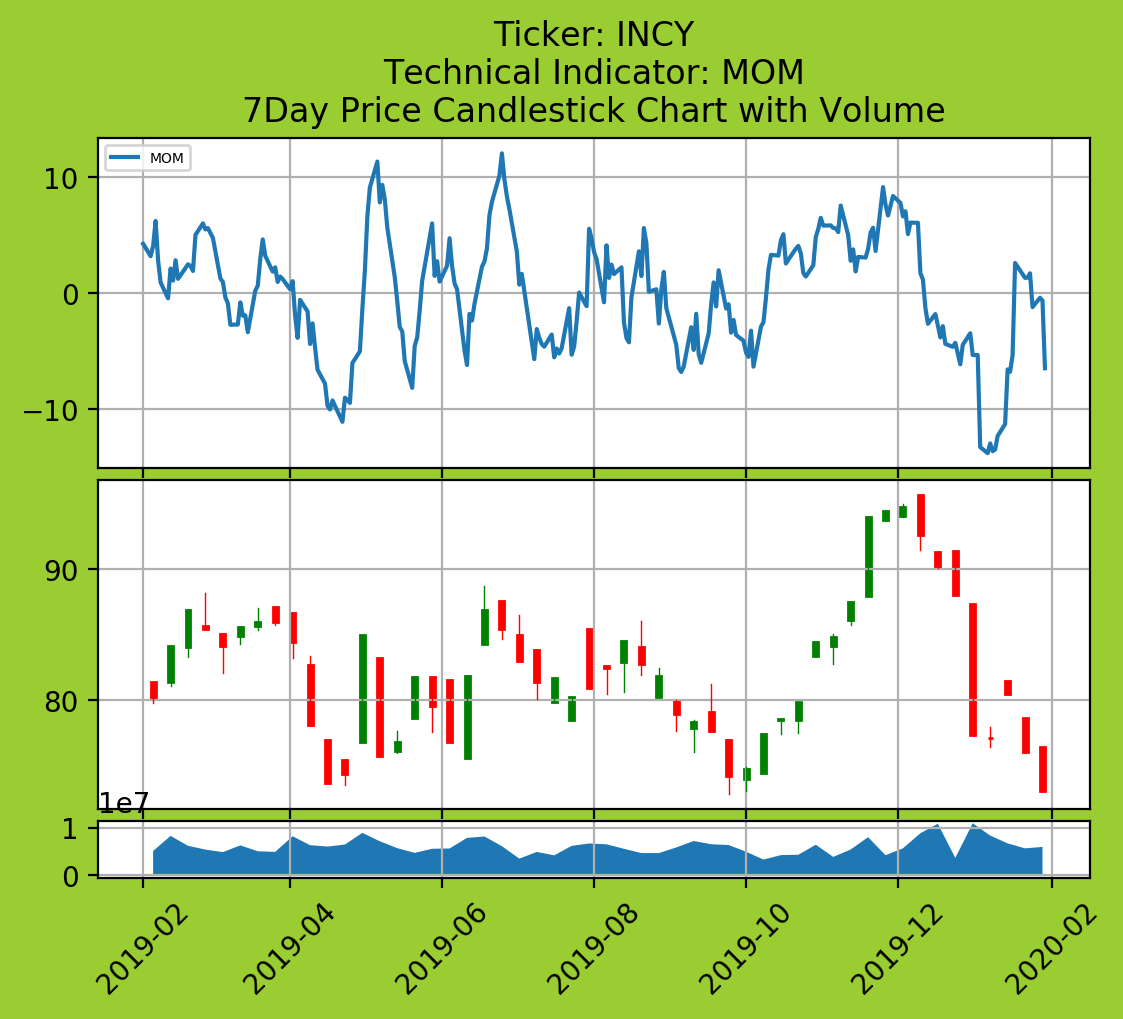 Ticker: INCY
Technical Indicator: MOM
7Day Price Candlestick Chart with Volume
MOM
10
0
−10
90
80
1e7
1
0
2019-02
2019-04
2019-06
2019-08
2019-10
2019-12
2020-02